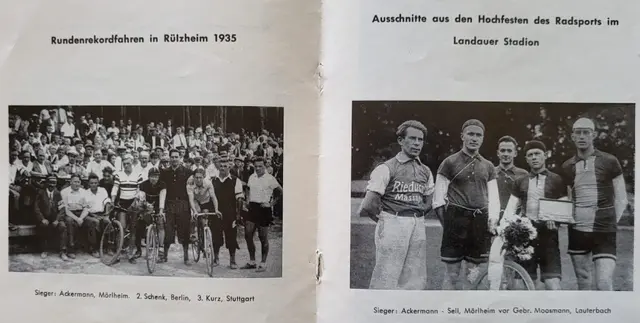 Rundenrekordfahren in Rülzheim 1935
Sieger: Ackermann, Mörlheim. 2. Schenk, Berlin, 3. Kurz, Stuttgart
Ausschnitte aus den Hochfesten des Radsports im
Landauer Stadion
Riedup
Sieger: Ackermann - Sell, Mörlheim vor Gebr. Moosmann, Lauterbach